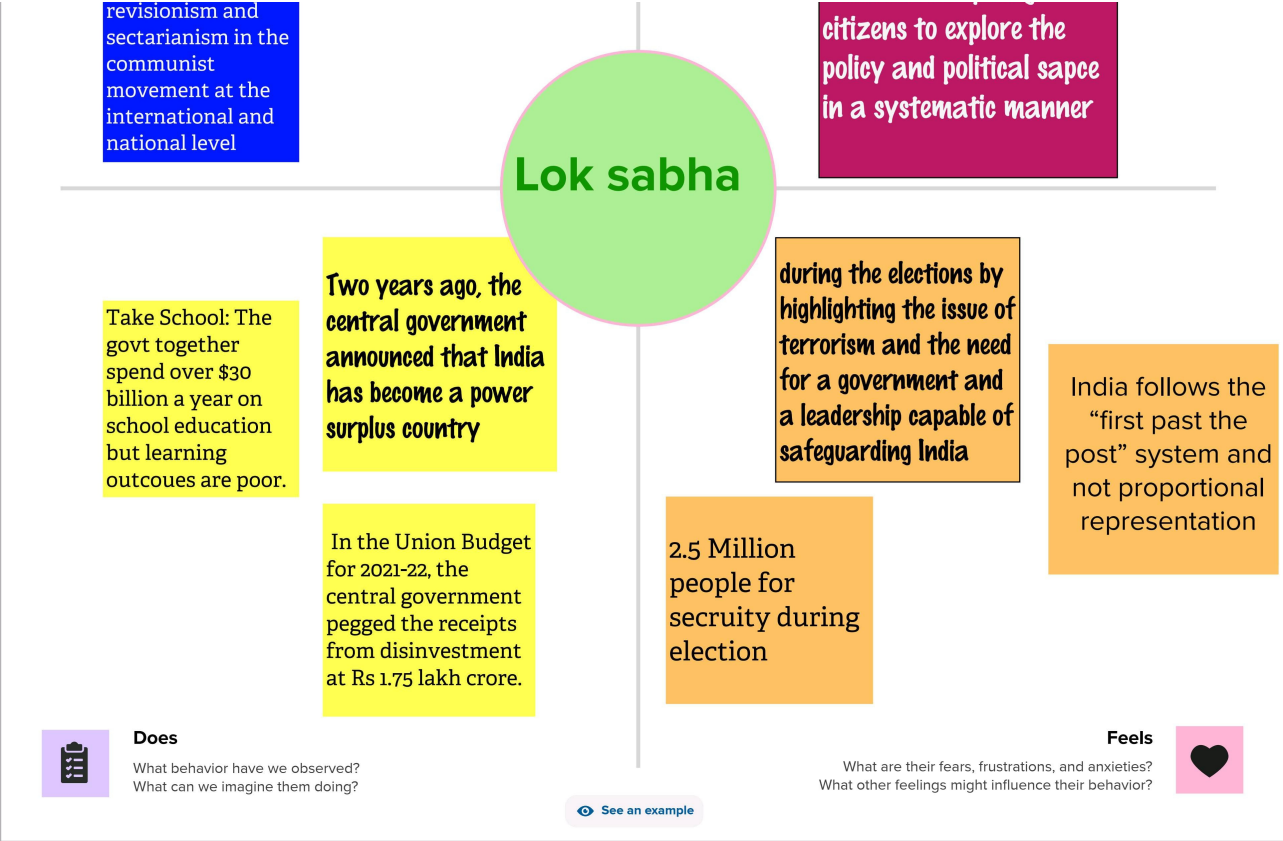 revisionism and
sectarianism in the
communist
movement at the
international and
national level
citizens to explore the
policy and political sapce
in a systematic manner
Lok sabha
Take School: The
govt together
spend over $30
billion a year on
school education
but learning
outcoues are poor.
Two years ago, the
central government
announced that India
has become a power
surplus country
In the Union Budget
for 2021-22, the
central government
pegged the receipts
from disinvestment
at Rs 1.75 lakh crore.
during the elections by
highlighting the issue of
terrorism and the need
for a government and
a leadership capable of
safeguarding India
2.5 Million
people for
secruity during
election
India follows the
“first past the
post” system and
not proportional
representation
Does
What behavior have we observed?
What can we imagine them doing?
Feels
What are their fears, frustrations, and anxieties?
What other feelings might influence their behavior?
See an example